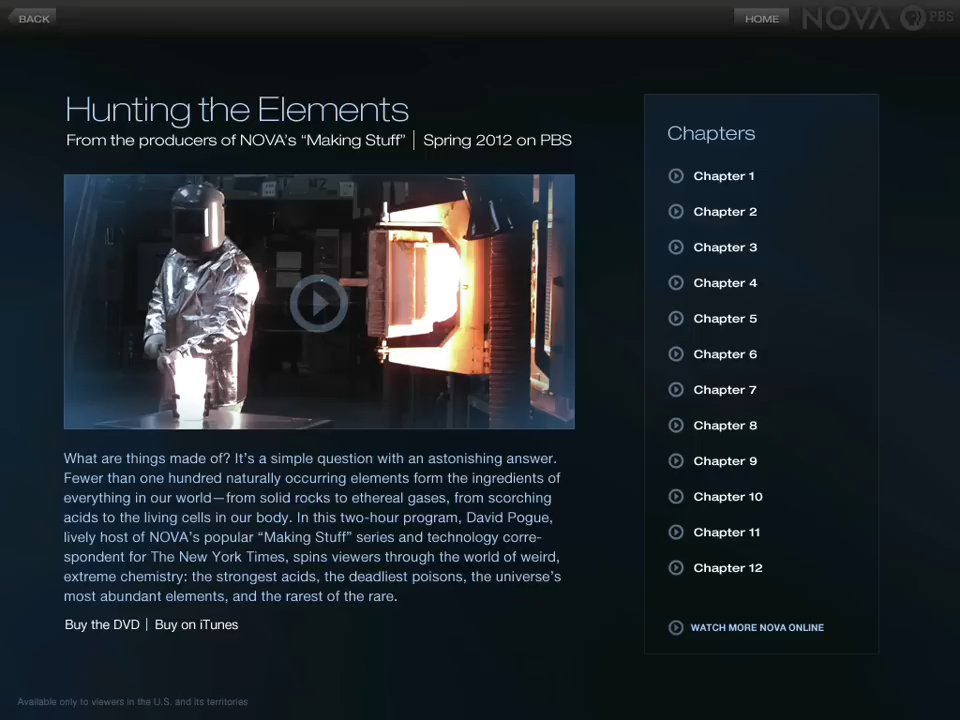 BACK
HOME
NOVA
PBS
Hunting the Elements
From the producers of NOVA's “Making Stuff” | Spring 2012 on PBS
What are things made of? It's a simple question with an astonishing answer.
Fewer than one hundred naturally occurring elements form the ingredients of
everything in our world—from solid rocks to ethereal gases, from scorching
acids to the living cells in our body. In this two-hour program, David Pogue,
lively host of NOVA's popular “Making Stuff” series and technology corre-
spondent for The New York Times, spins viewers through the world of weird,
extreme chemistry: the strongest acids, the deadliest poisons, the universe's
most abundant elements, and the rarest of the rare.
Buy the DVD | Buy on iTunes
Chapters
Chapter 1
Chapter 2
Chapter 3
Chapter 4
Chapter 5
Chapter 6
Chapter 7
Chapter 8
Chapter 9
Chapter 10
Chapter 11
Chapter 12
WATCH MORE NOVA ONLINE
Available only to viewers in the U.S. and its territories